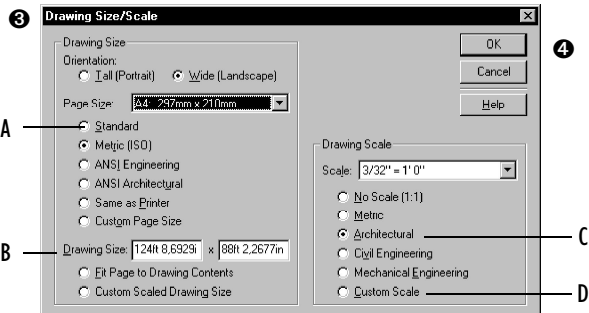 ❸
Drawing Size/Scale
❹
Drawing Size
Orientation:
Tall (Portrait) Wide (Landscape)
Page Size: A4: 297mm x 210mm
A
Standard
Metric (ISO)
ANSI Engineering
ANSI Architectural
Same as Printer
Custom Page Size
B
Drawing Size: 124ft 8,6929i x 88ft 2,2677in
Fit Page to Drawing Contents
Custom Scaled Drawing Size
OK
Cancel
Help
Drawing Scale
Scale: 3/32" = 1' 0"
No Scale (1:1)
Metric
Architectural
C
Civil Engineering
Mechanical Engineering
Custom Scale
D